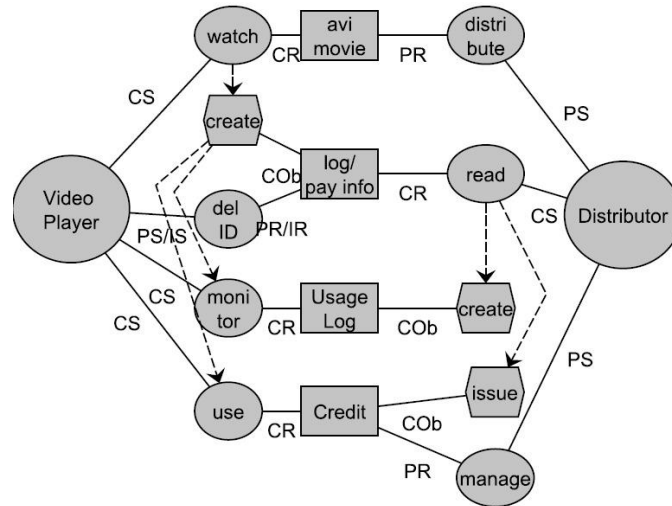 watch
avi
movie
distri
bute
CR
PR
CS
PS
create
log/
pay info
read
COb
CR
CS
Video
Player
del
ID
PS/IS
PR/IR
Distributor
CS
moni
tor
Usage
Log
create
CR
COb
CS
PS
use
Credit
issue
CR
COb
PR
manage